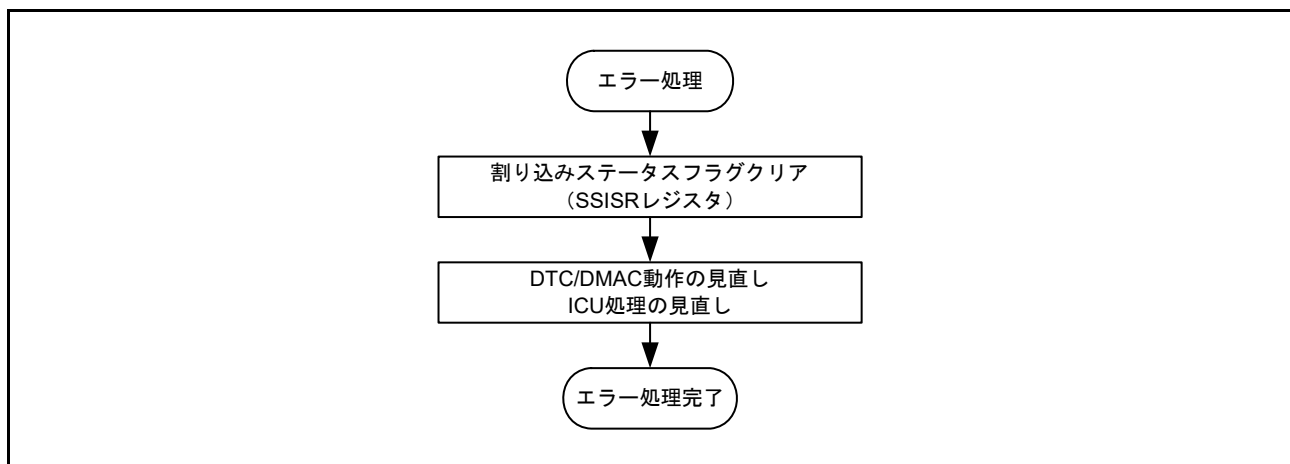 エラー処理
割り込みステータスフラグクリア
（SSISRレジスタ）
DTC/DMAC動作の見直し
ICU処理の見直し
エラー処理完了